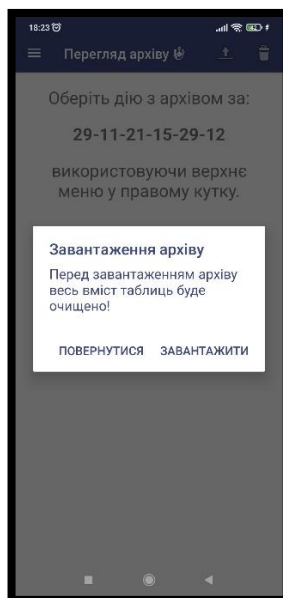 18:23
Перегляд архіву
Оберіть дію з архівом за:
29-11-21-15-29-12
використовуючи верхнє
меню у правому кутку.
Завантаження архіву
Перед завантаженням архіву
весь вміст таблиць буде
очищено!
ПОВЕРНУТИСЯ ЗАВАНТАЖИТИ